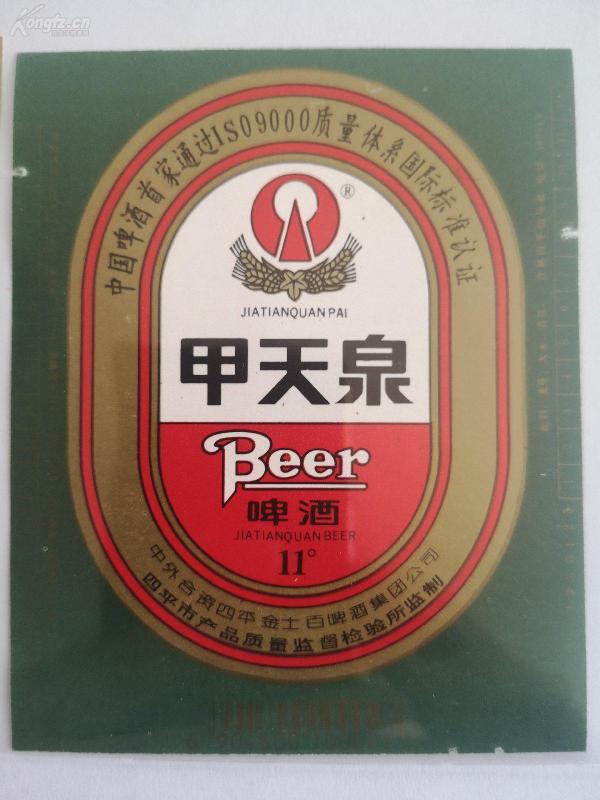 Kongfz.cn
中国啤酒首家通过ISO9000质量体系国际标准认证
®
JIATIANQUAN PAI
甲天泉
Beer
啤酒
JIATIANQUAN BEER
11°
中外合资四平金士百啤酒集团公司
四平市产品质量监督检验所监制